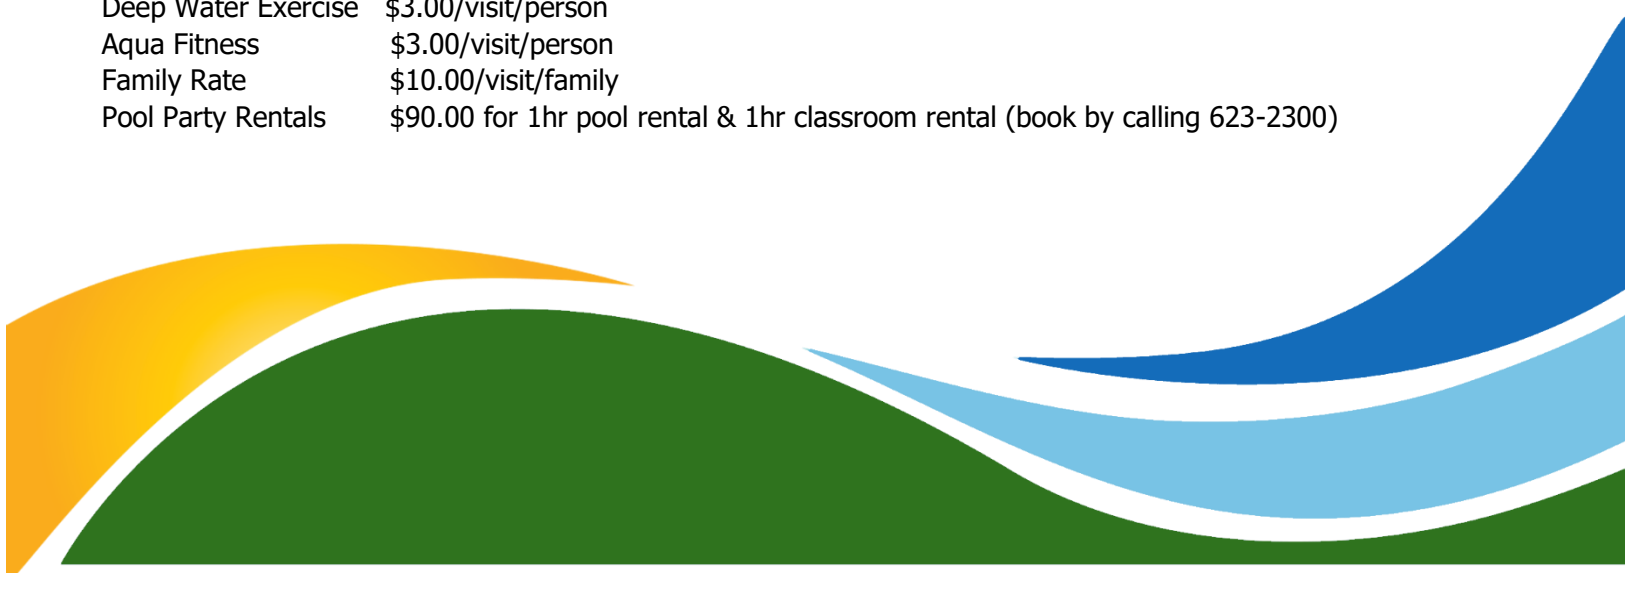 Deep Water Exercise $3.00/visit/person
Aqua Fitness $3.00/visit/person
Family Rate $10.00/visit/family
Pool Party Rentals $90.00 for 1hr pool rental & 1hr classroom rental (book by calling 623-2300)